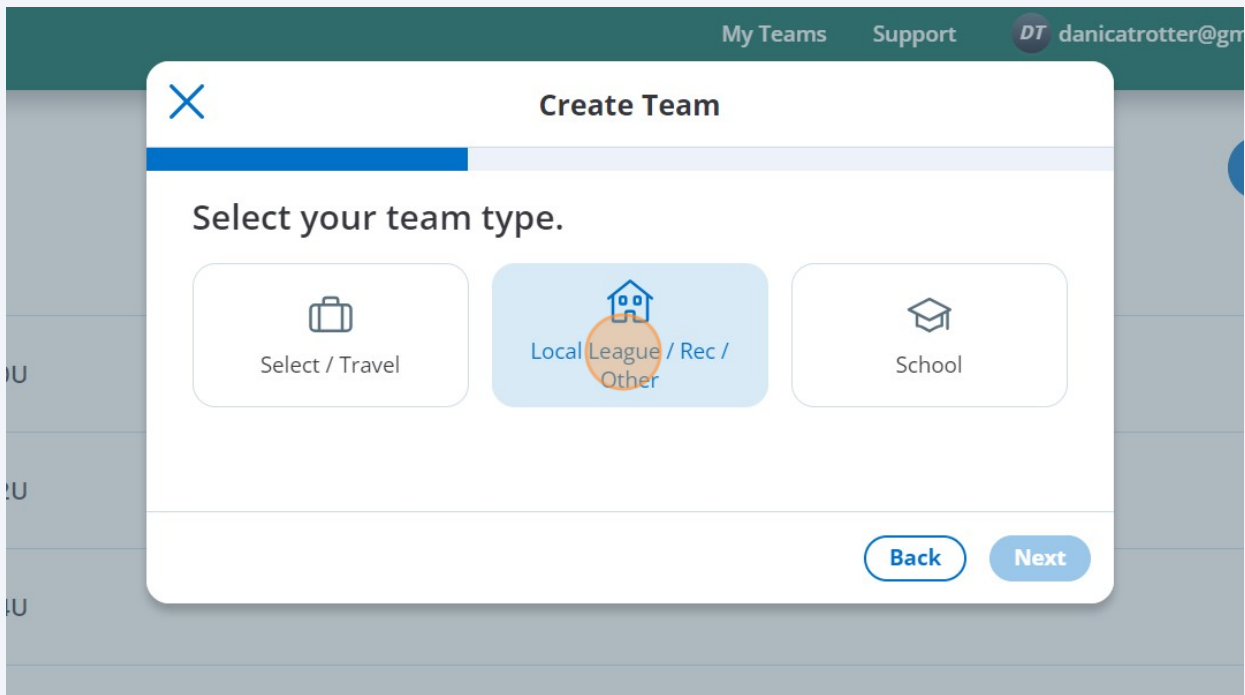 My Teams Support DT danicatrotter@gm
Create Team
Select your team type.
Select / Travel
Local League / Rec /
Other
School
U
U
U
Back Next